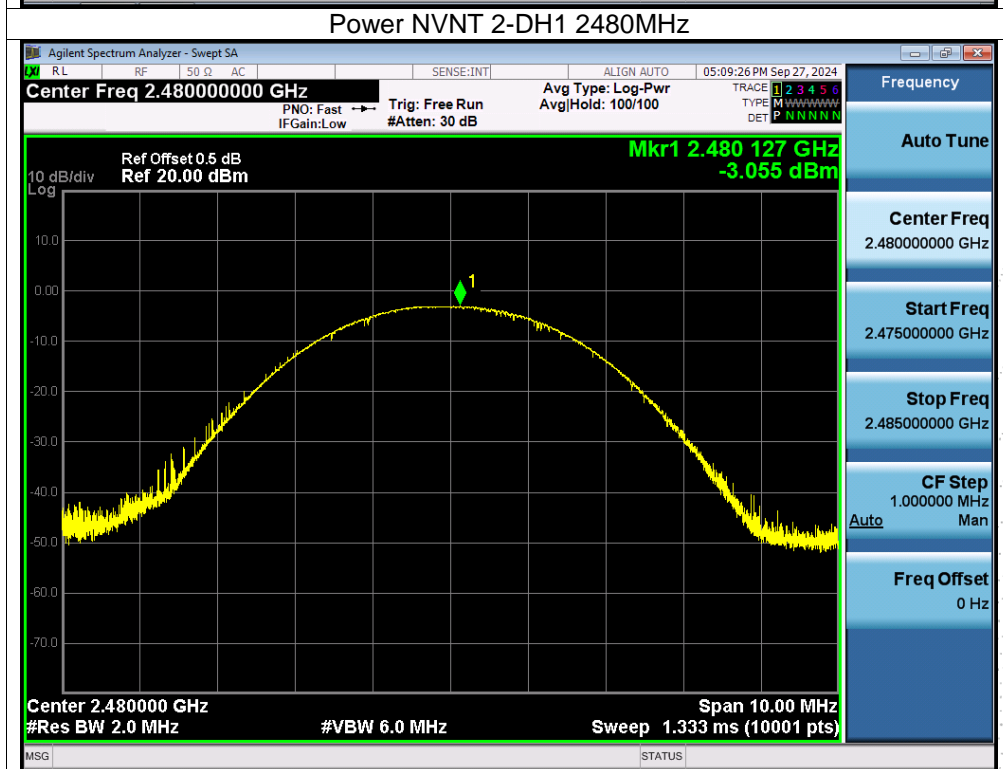 Power NVNT 2-DH1 2480MHz
Agilent Spectrum Analyzer - Swept SA
LXI RL RF 50 Ω AC SENSE:INT ALIGN AUTO 05:09:26 PM Sep 27, 2024
Center Freq 2.480000000 GHz Avg Type: Log-Pwr TRACE 1 2 3 4 5 6
PNO: Fast Trig: Free Run Avg|Hold: 100/100 TYPE M WWWWW
IFGain:Low #Atten: 30 dB DET P N N N N N
Mkr1 2.480 127 GHz
-3.055 dBm
Ref Offset 0.5 dB
10 dB/div Ref 20.00 dBm
Log
10.0
1
0.00
-10.0
-20.0
-30.0
-40.0
-50.0
-60.0
-70.0
Center 2.480000 GHz Span 10.00 MHz
#Res BW 2.0 MHz #VBW 6.0 MHz Sweep 1.333 ms (10001 pts)
MSG STATUS
Frequency
Auto Tune
Center Freq
2.480000000 GHz
Start Freq
2.475000000 GHz
Stop Freq
2.485000000 GHz
CF Step
1.000000 MHz
Auto Man
Freq Offset
0 Hz